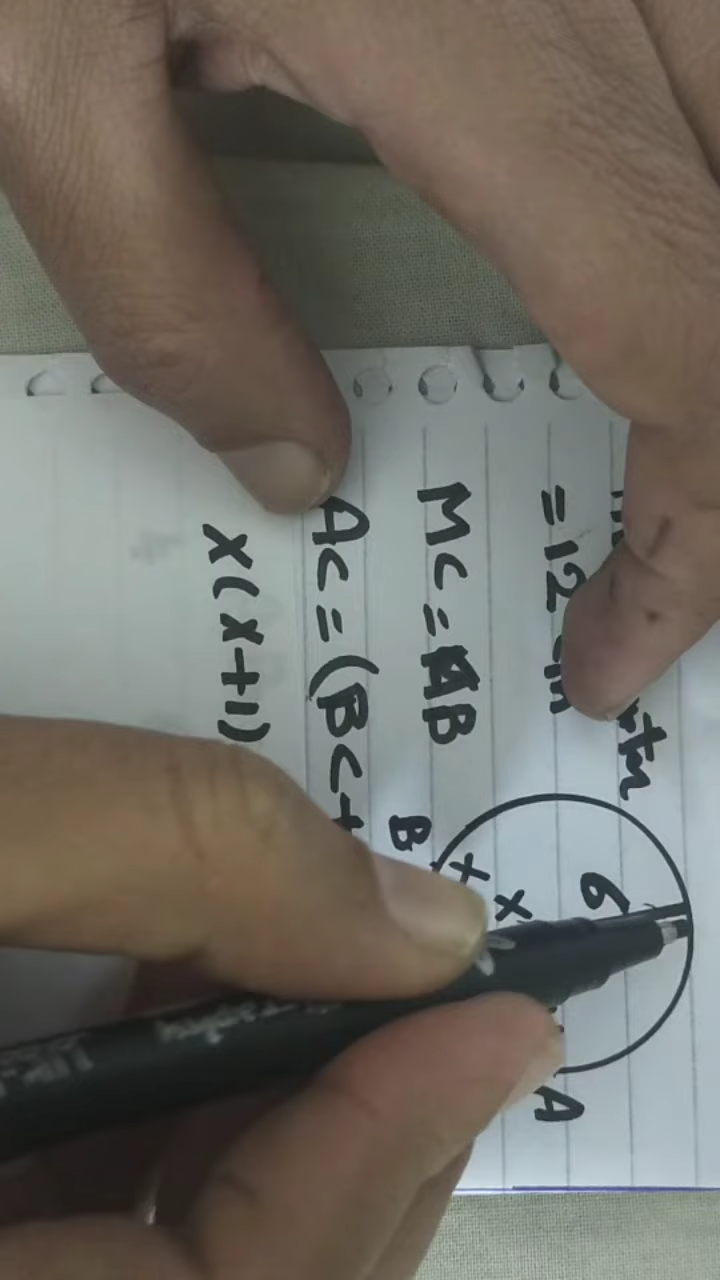 = 12 cm
MC = AB
AC = (BC+
x(x+1)
B
x x
6
A